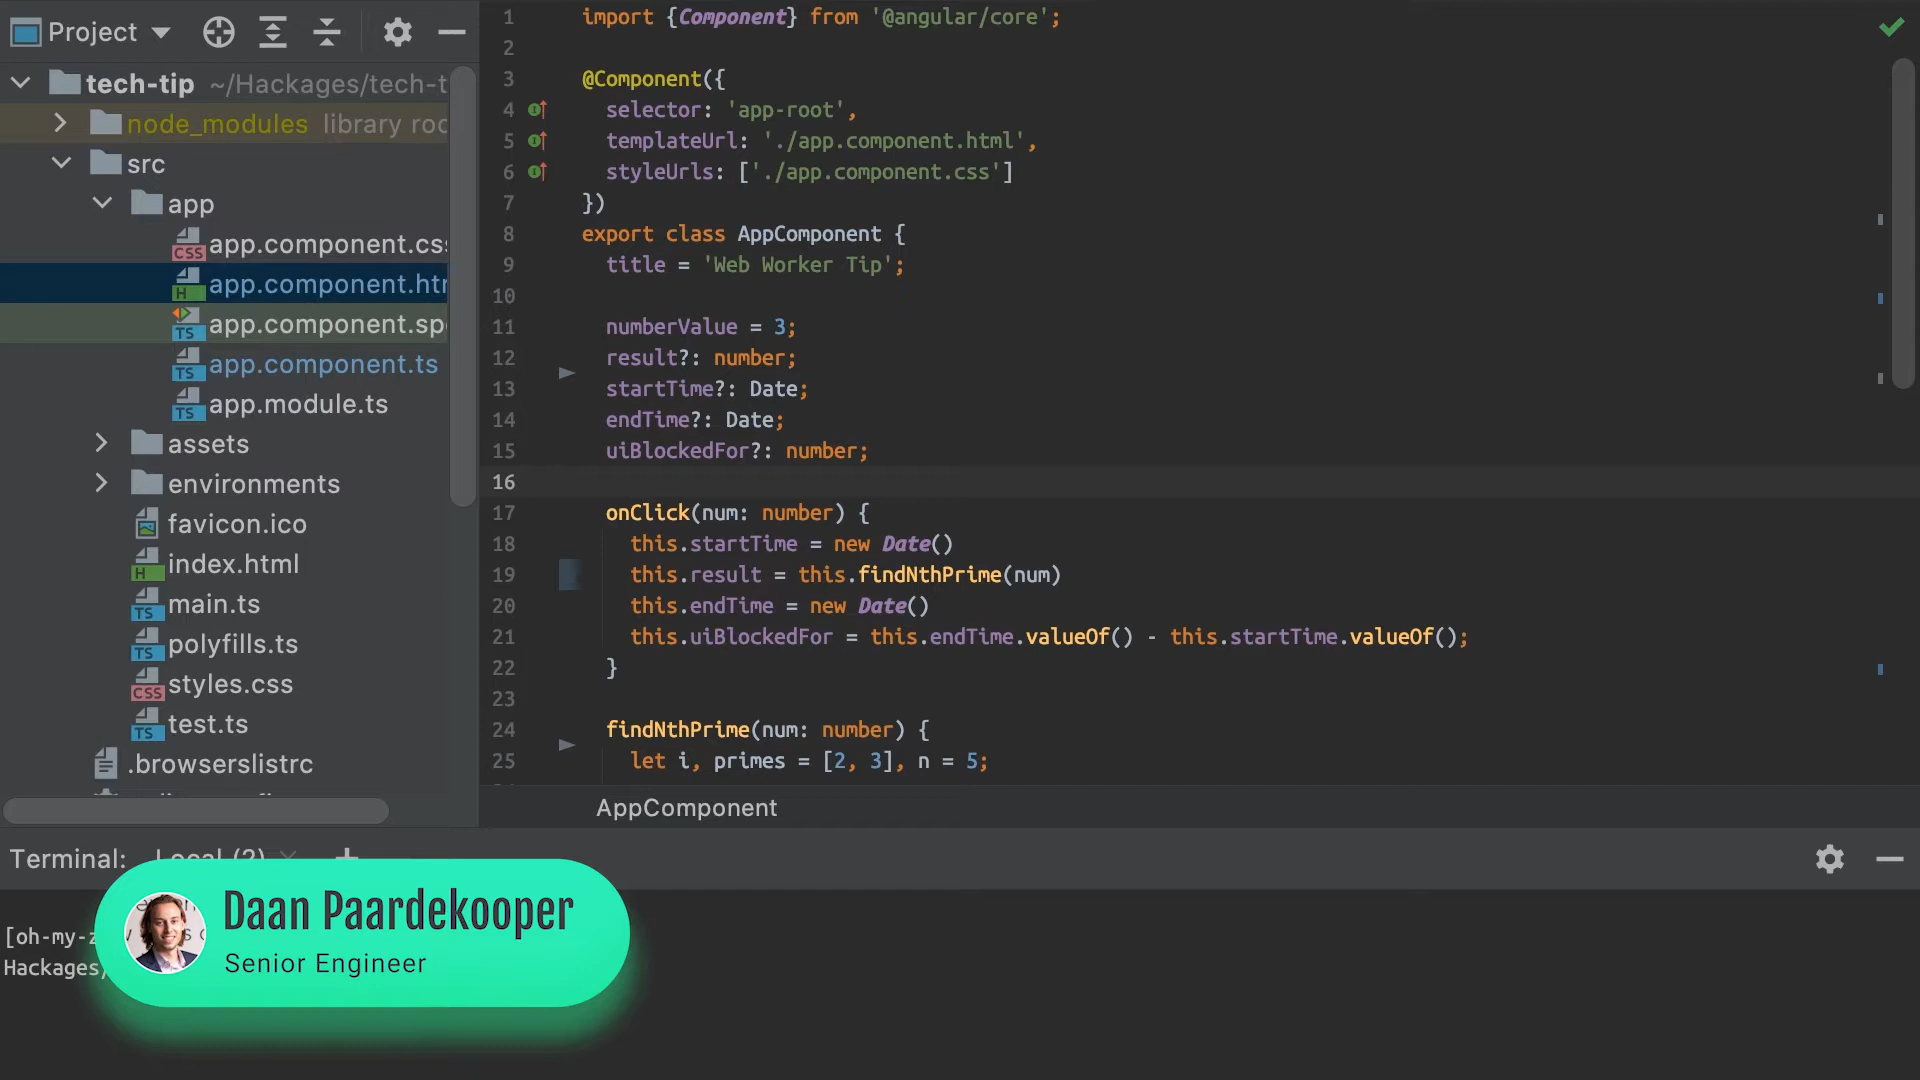 Project
tech-tip ~/Hackages/tech-t
node_modules library roo
src
app
app.component.css
app.component.htm
app.component.spe
app.component.ts
app.module.ts
assets
environments
favicon.ico
index.html
main.ts
polyfills.ts
styles.css
test.ts
.browserslistrc
1 import {Component} from '@angular/core';
2
3 @Component({
4 selector: 'app-root',
5 templateUrl: './app.component.html',
6 styleUrls: ['./app.component.css']
7 })
8 export class AppComponent {
9 title = 'Web Worker Tip';
10
11 numberValue = 3;
12 result?: number;
13 startTime?: Date;
14 endTime?: Date;
15 uiBlockedFor?: number;
16
17 onClick(num: number) {
18 this.startTime = new Date()
19 this.result = this.findNthPrime(num)
20 this.endTime = new Date()
21 this.uiBlockedFor = this.endTime.valueOf() - this.startTime.valueOf();
22 }
23
24 findNthPrime(num: number) {
25 let i, primes = [2, 3], n = 5;
AppComponent
Terminal: Local (2)
[oh-my-z
Hackages/
Daan Paardekooper
Senior Engineer